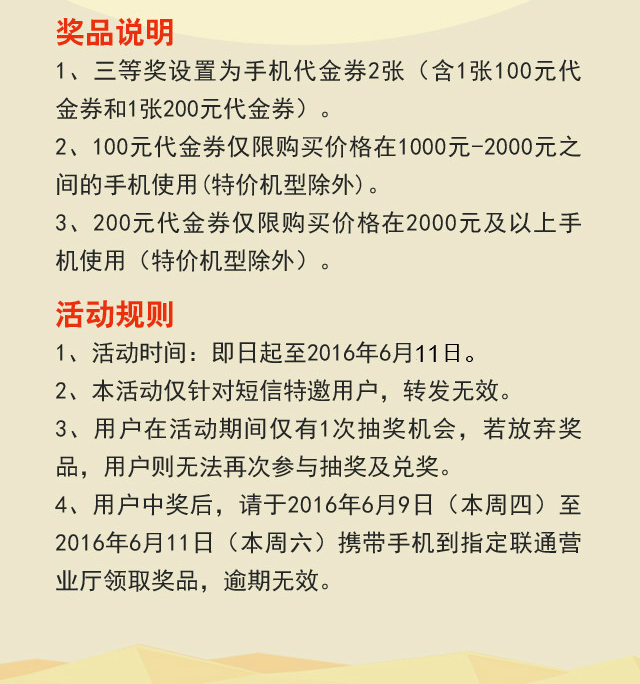 奖品说明
1、三等奖设置为手机代金券2张（含1张100元代
金券和1张200元代金券）。
2、100元代金券仅限购买价格在1000元-2000元之
间的手机使用(特价机型除外)。
3、200元代金券仅限购买价格在2000元及以上手
机使用（特价机型除外）。
活动规则
1、活动时间：即日起至2016年6月11日。
2、本活动仅针对短信特邀用户，转发无效。
3、用户在活动期间仅有1次抽奖机会，若放弃奖
品，用户则无法再次参与抽奖及兑奖。
4、用户中奖后，请于2016年6月9日（本周四）至
2016年6月11日（本周六）携带手机到指定联通营
业厅领取奖品，逾期无效。